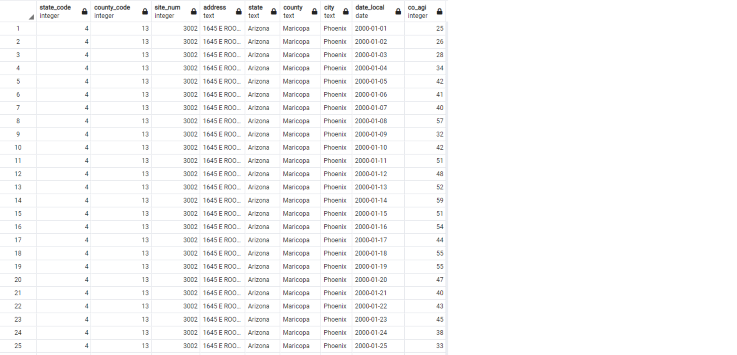 state_code county_code site_num address state county city date_local co_agi
integer integer integer text text text text date integer
1 4 13 3002 1645 E ROO... Arizona Maricopa Phoenix 2000-01-01 25
2 4 13 3002 1645 E ROO... Arizona Maricopa Phoenix 2000-01-02 26
3 4 13 3002 1645 E ROO... Arizona Maricopa Phoenix 2000-01-03 28
4 4 13 3002 1645 E ROO... Arizona Maricopa Phoenix 2000-01-04 34
5 4 13 3002 1645 E ROO... Arizona Maricopa Phoenix 2000-01-05 42
6 4 13 3002 1645 E ROO... Arizona Maricopa Phoenix 2000-01-06 41
7 4 13 3002 1645 E ROO... Arizona Maricopa Phoenix 2000-01-07 40
8 4 13 3002 1645 E ROO... Arizona Maricopa Phoenix 2000-01-08 57
9 4 13 3002 1645 E ROO... Arizona Maricopa Phoenix 2000-01-09 32
10 4 13 3002 1645 E ROO... Arizona Maricopa Phoenix 2000-01-10 42
11 4 13 3002 1645 E ROO... Arizona Maricopa Phoenix 2000-01-11 51
12 4 13 3002 1645 E ROO... Arizona Maricopa Phoenix 2000-01-12 48
13 4 13 3002 1645 E ROO... Arizona Maricopa Phoenix 2000-01-13 52
14 4 13 3002 1645 E ROO... Arizona Maricopa Phoenix 2000-01-14 59
15 4 13 3002 1645 E ROO... Arizona Maricopa Phoenix 2000-01-15 51
16 4 13 3002 1645 E ROO... Arizona Maricopa Phoenix 2000-01-16 54
17 4 13 3002 1645 E ROO... Arizona Maricopa Phoenix 2000-01-17 44
18 4 13 3002 1645 E ROO... Arizona Maricopa Phoenix 2000-01-18 55
19 4 13 3002 1645 E ROO... Arizona Maricopa Phoenix 2000-01-19 55
20 4 13 3002 1645 E ROO... Arizona Maricopa Phoenix 2000-01-20 47
21 4 13 3002 1645 E ROO... Arizona Maricopa Phoenix 2000-01-21 40
22 4 13 3002 1645 E ROO... Arizona Maricopa Phoenix 2000-01-22 43
23 4 13 3002 1645 E ROO... Arizona Maricopa Phoenix 2000-01-23 45
24 4 13 3002 1645 E ROO... Arizona Maricopa Phoenix 2000-01-24 38
25 4 13 3002 1645 E ROO... Arizona Maricopa Phoenix 2000-01-25 33